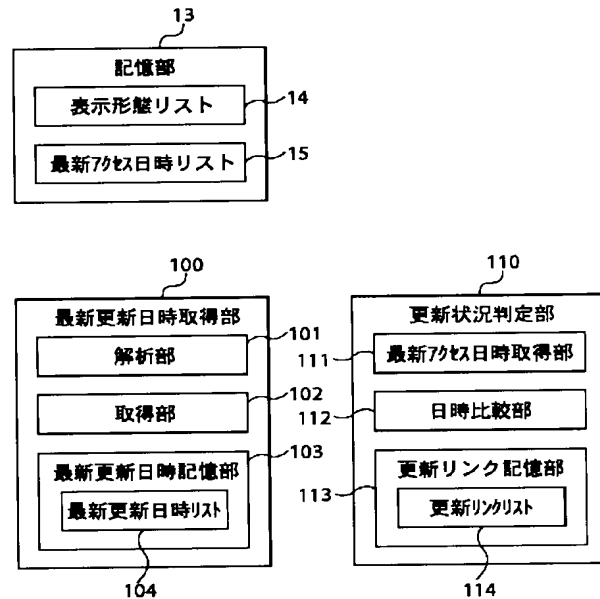 13
記憶部
表示形態リスト
14
最新アクセス日時リスト
15
100
最新更新日時取得部
解析部
101
取得部
102
最新更新日時記憶部
103
最新更新日時リスト
104
110
更新状況判定部
最新アクセス日時取得部
111
日時比較部
112
更新リンク記憶部
113
更新リンクリスト
114